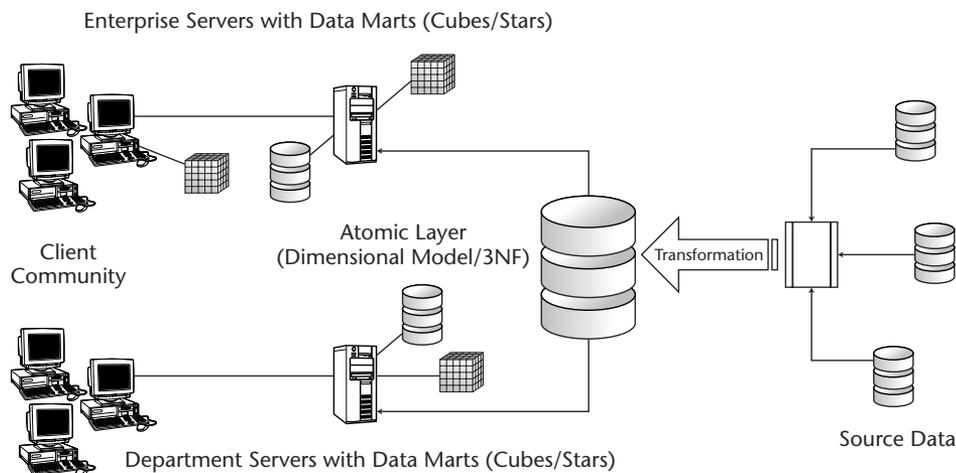 Enterprise Servers with Data Marts (Cubes/Stars)
Client
Community
Atomic Layer
(Dimensional Model/3NF)
Transformation
Source Data
Department Servers with Data Marts (Cubes/Stars)